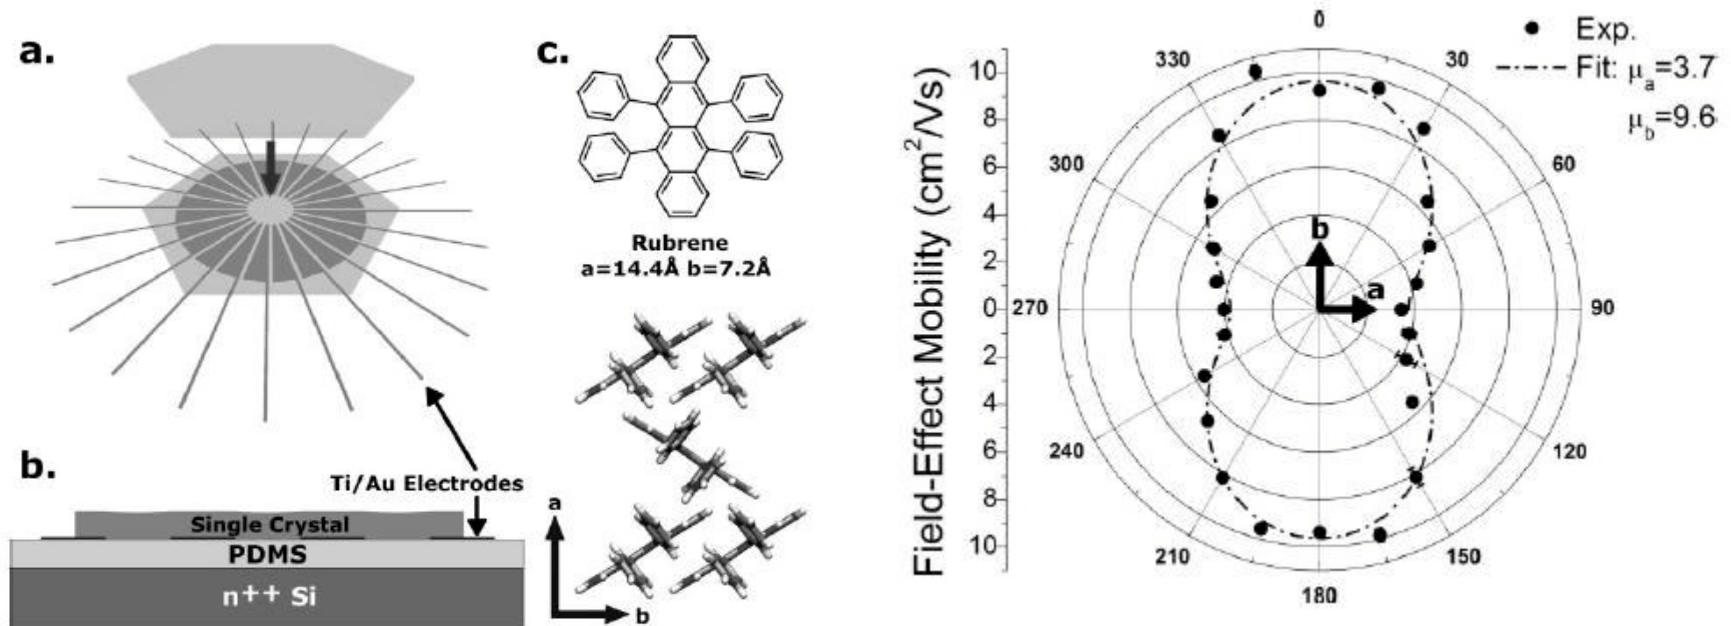 a.
b.
Ti/Au Electrodes
Single Crystal
PDMS
n++ Si
c.
Rubrene
a=14.4Å b=7.2Å
a
b
Field-Effect Mobility (cm²/Vs)
10
8
6
4
2
0
2
4
6
8
10
0
30
60
90
120
150
180
210
240
270
300
330
b
a
Exp.
Fit: μa=3.7
μb=9.6